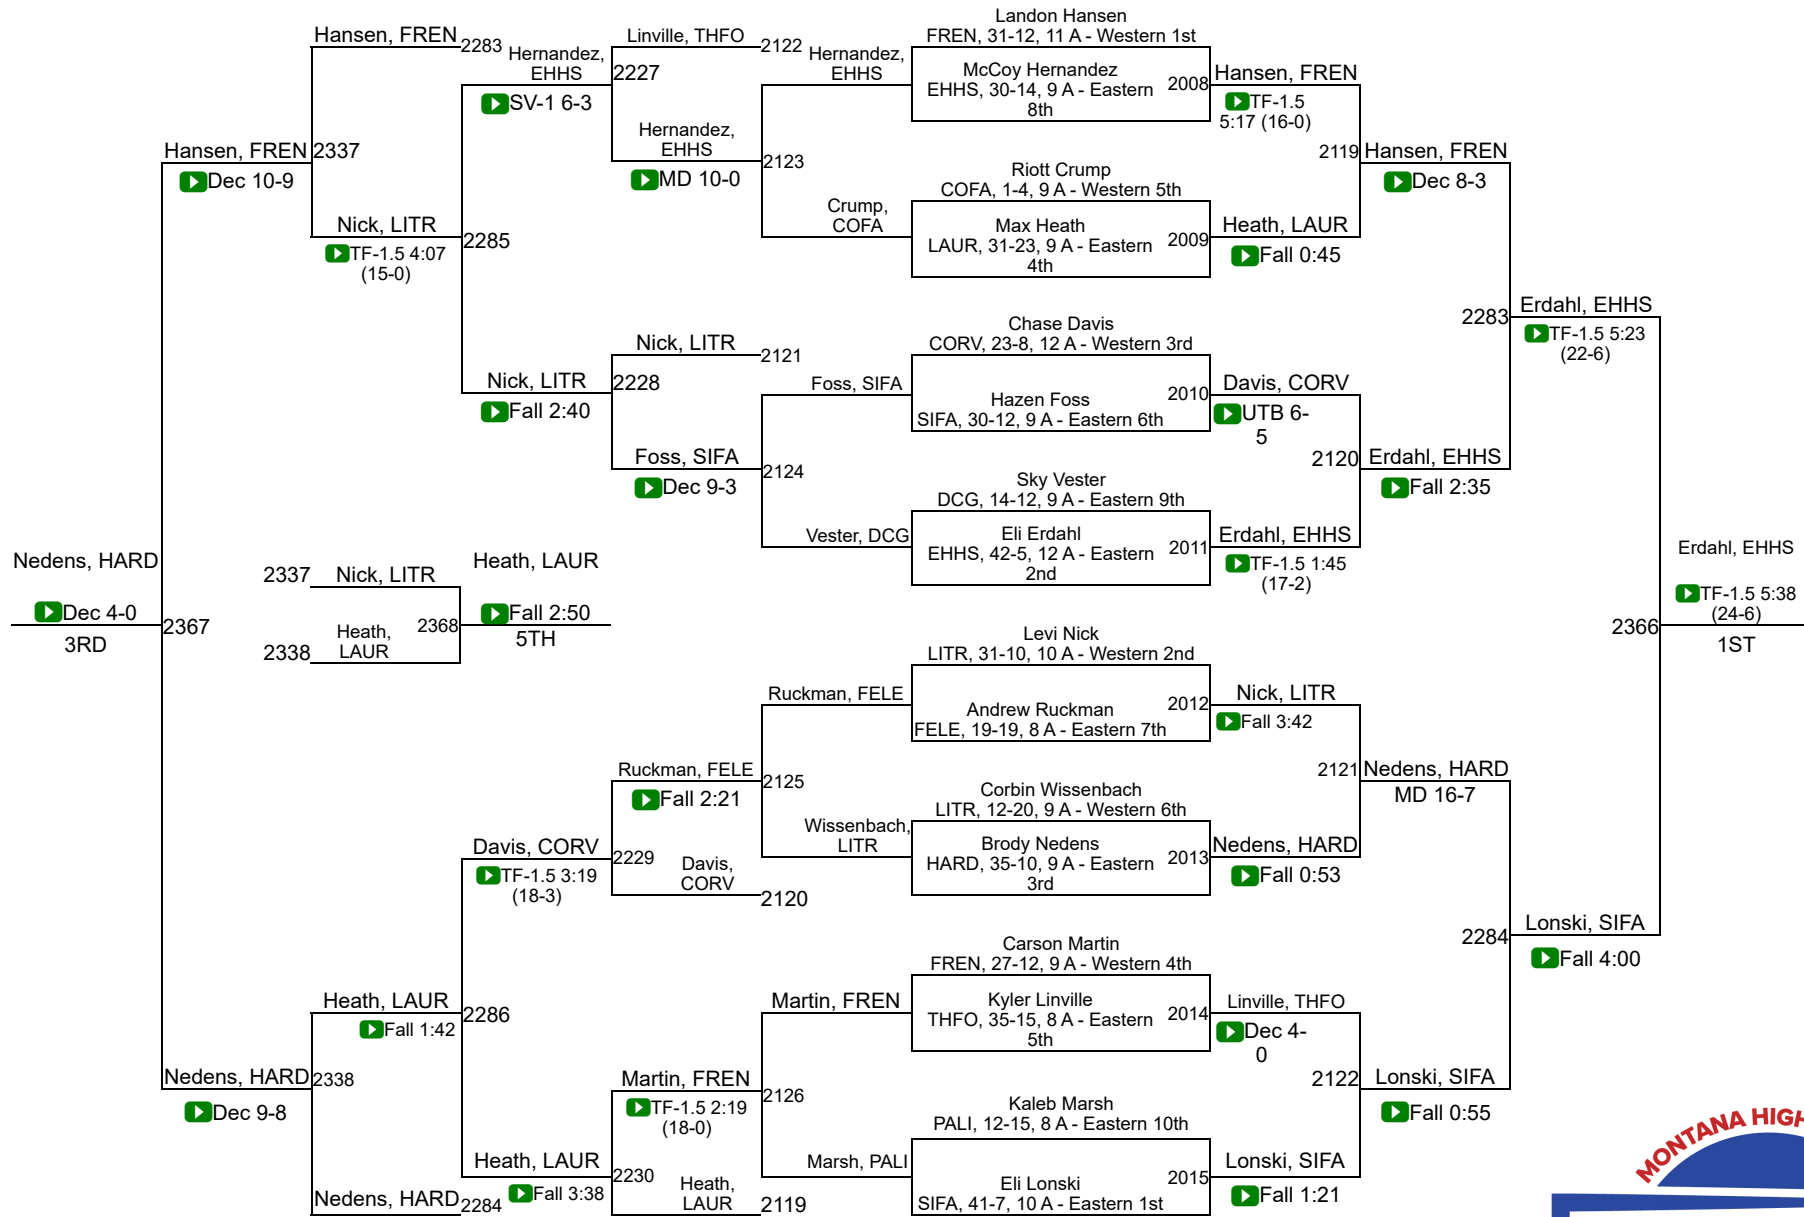 Landon Hansen
FREN, 31-12, 11 A - Western 1st
Hansen, FREN
2283
Hernandez,
EHHS
Linville, THFO
2122
Hernandez,
EHHS
McCoy Hernandez
EHHS, 30-14, 9 A - Eastern
8th
2008
Hansen, FREN
TF-1.5
5:17 (16-0)
2227
SV-1 6-3
Hernandez,
EHHS
MD 10-0
2123
Hansen, FREN
2337
Dec 10-9
2119
Hansen, FREN
Dec 8-3
Riott Crump
COFA, 1-4, 9 A - Western 5th
Crump,
COFA
Max Heath
LAUR, 31-23, 9 A - Eastern
4th
2009
Heath, LAUR
Fall 0:45
Nick, LITR
TF-1.5 4:07
(15-0)
2285
2283
Erdahl, EHHS
TF-1.5 5:23
(22-6)
Chase Davis
CORV, 23-8, 12 A - Western 3rd
Nick, LITR
2121
Nick, LITR
Fall 2:40
2228
Foss, SIFA
Hazen Foss
SIFA, 30-12, 9 A - Eastern 6th
2010
Davis, CORV
UTB 6-
5
Foss, SIFA
Dec 9-3
2124
2120
Erdahl, EHHS
Fall 2:35
Sky Vester
DCG, 14-12, 9 A - Eastern 9th
Vester, DCG
Eli Erdahl
EHHS, 42-5, 12 A - Eastern
2nd
2011
Erdahl, EHHS
TF-1.5 1:45
(17-2)
Nedens, HARD
Dec 4-0
3RD
2367
2337
Nick, LITR
2338
Heath,
LAUR
2368
Heath, LAUR
Fall 2:50
5TH
Erdahl, EHHS
TF-1.5 5:38
(24-6)
1ST
2366
Levi Nick
LITR, 31-10, 10 A - Western 2nd
Ruckman, FELE
Andrew Ruckman
FELE, 19-19, 8 A - Eastern 7th
2012
Nick, LITR
Fall 3:42
Ruckman, FELE
Fall 2:21
2125
2121
Nedens, HARD
MD 16-7
Corbin Wissenbach
LITR, 12-20, 9 A - Western 6th
Wissenbach,
LITR
Brody Nedens
HARD, 35-10, 9 A - Eastern
3rd
2013
Nedens, HARD
Fall 0:53
Davis, CORV
TF-1.5 3:19
(18-3)
2229
Davis,
CORV
2120
2284
Lonski, SIFA
Fall 4:00
Carson Martin
FREN, 27-12, 9 A - Western 4th
Martin, FREN
Kyler Linville
THFO, 35-15, 8 A - Eastern
5th
2014
Linville, THFO
Dec 4-
0
Heath, LAUR
Fall 1:42
2286
Nedens, HARD
Dec 9-8
2338
Martin, FREN
TF-1.5 2:19
(18-0)
2126
2122
Lonski, SIFA
Fall 0:55
Kaleb Marsh
PALI, 12-15, 8 A - Eastern 10th
Marsh, PALI
Eli Lonski
SIFA, 41-7, 10 A - Eastern 1st
2015
Lonski, SIFA
Fall 1:21
Heath, LAUR
Fall 3:38
2230
Heath,
LAUR
2119
Nedens, HARD
2284
MONTANA HIGH